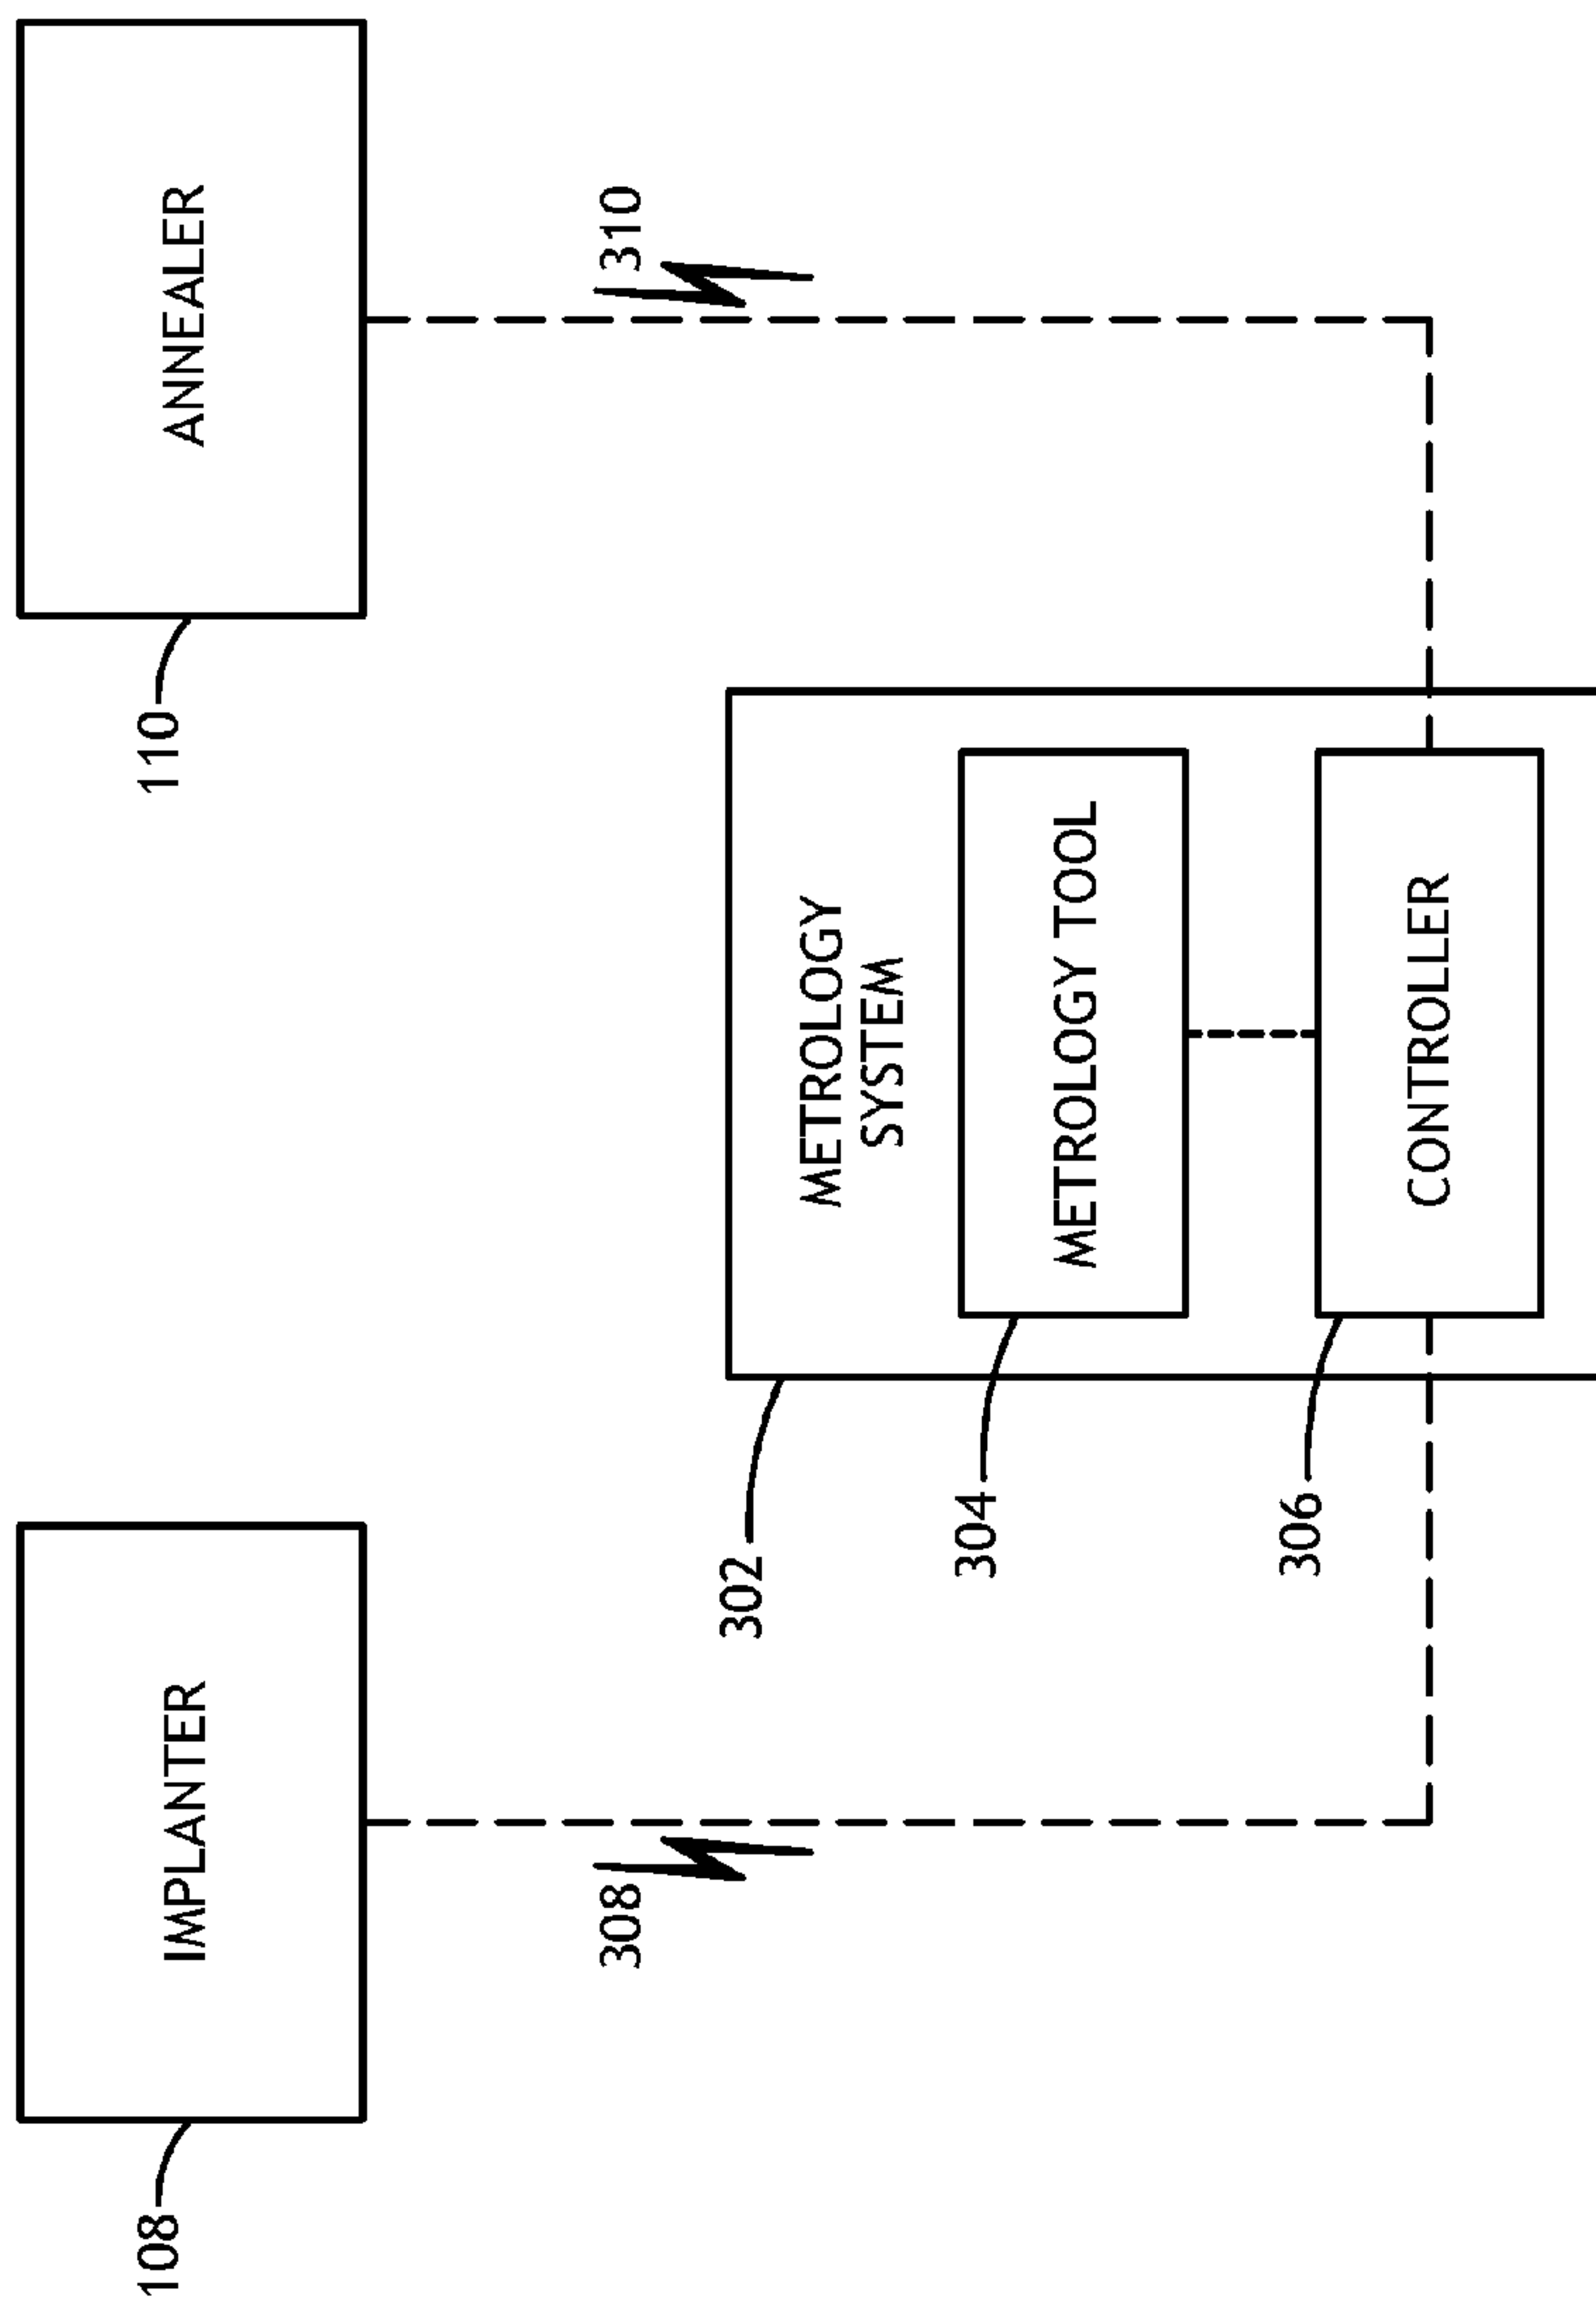 IMPLANTER
ANNEALER
108
110
308
310
METROLOGY
SYSTEM
302
METROLOGY TOOL
304
CONTROLLER
306